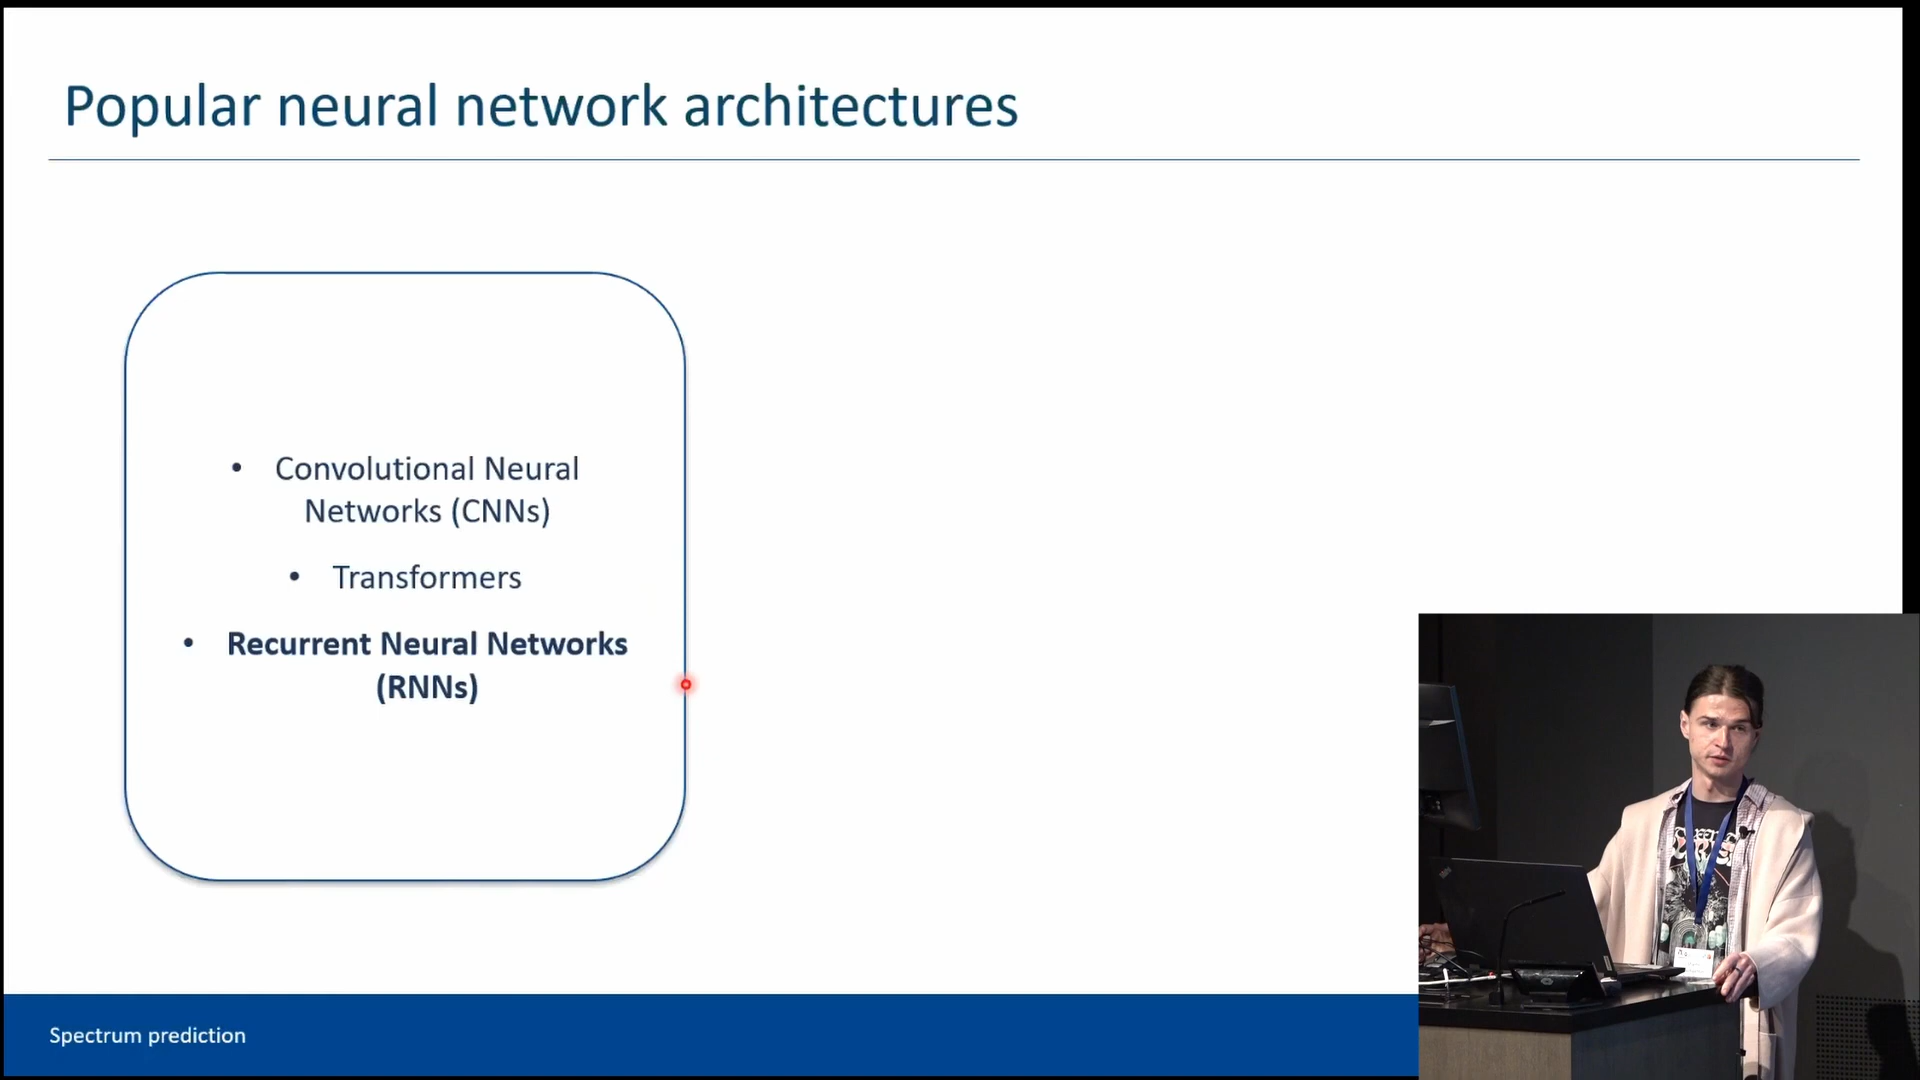 Popular neural network architectures
• Convolutional Neural
Networks (CNNs)
• Transformers
• Recurrent Neural Networks
(RNNs)
Spectrum prediction